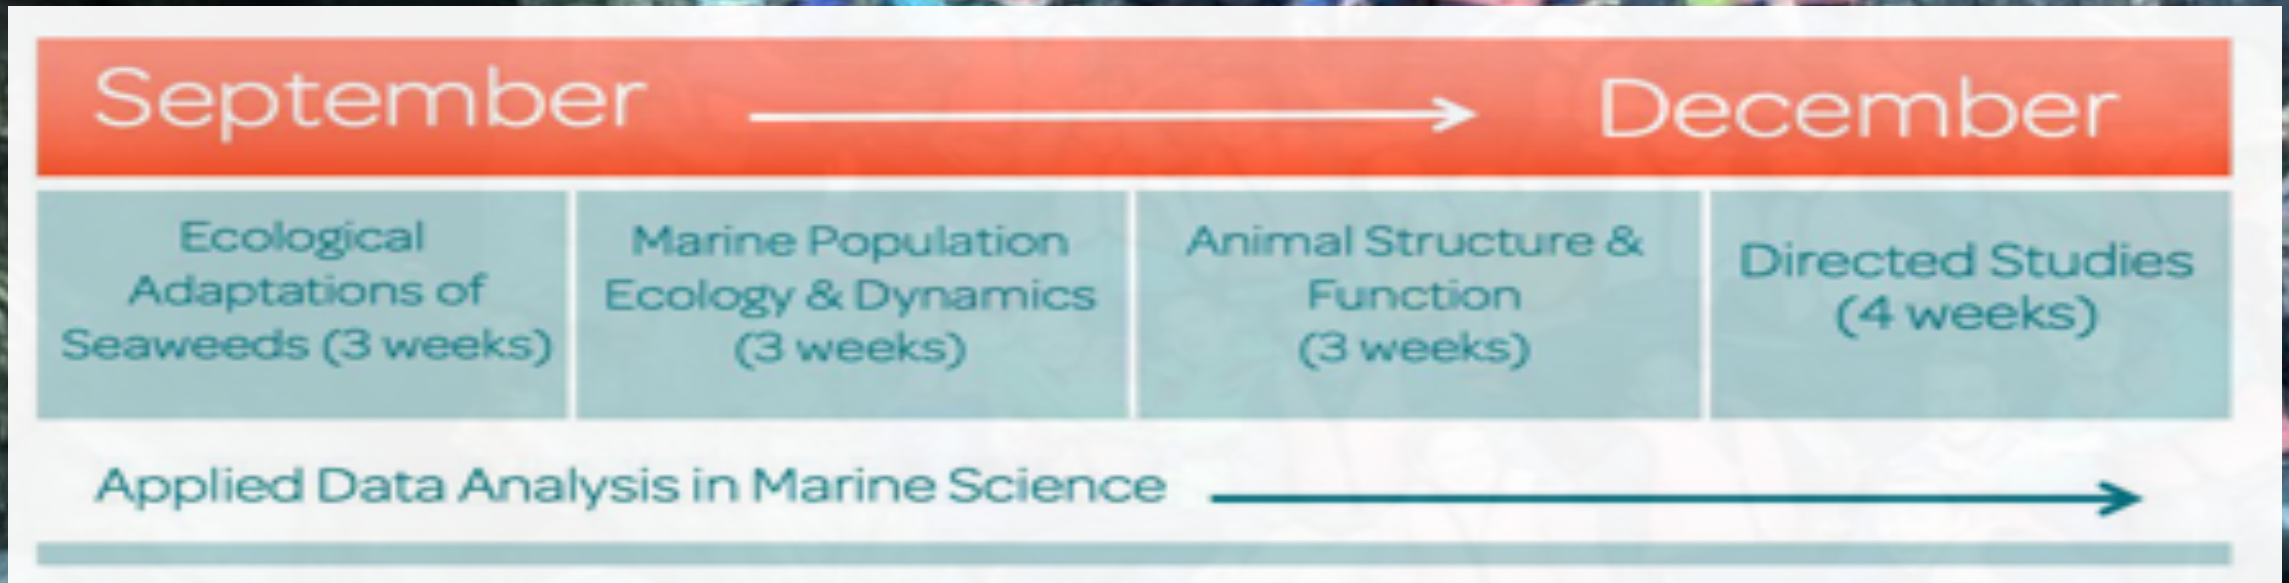 September
December
Ecological
Adaptations of
Seaweeds (3 weeks)
Marine Population
Ecology & Dynamics
(3 weeks)
Animal Structure &
Function
(3 weeks)
Directed Studies
(4 weeks)
Applied Data Analysis in Marine Science